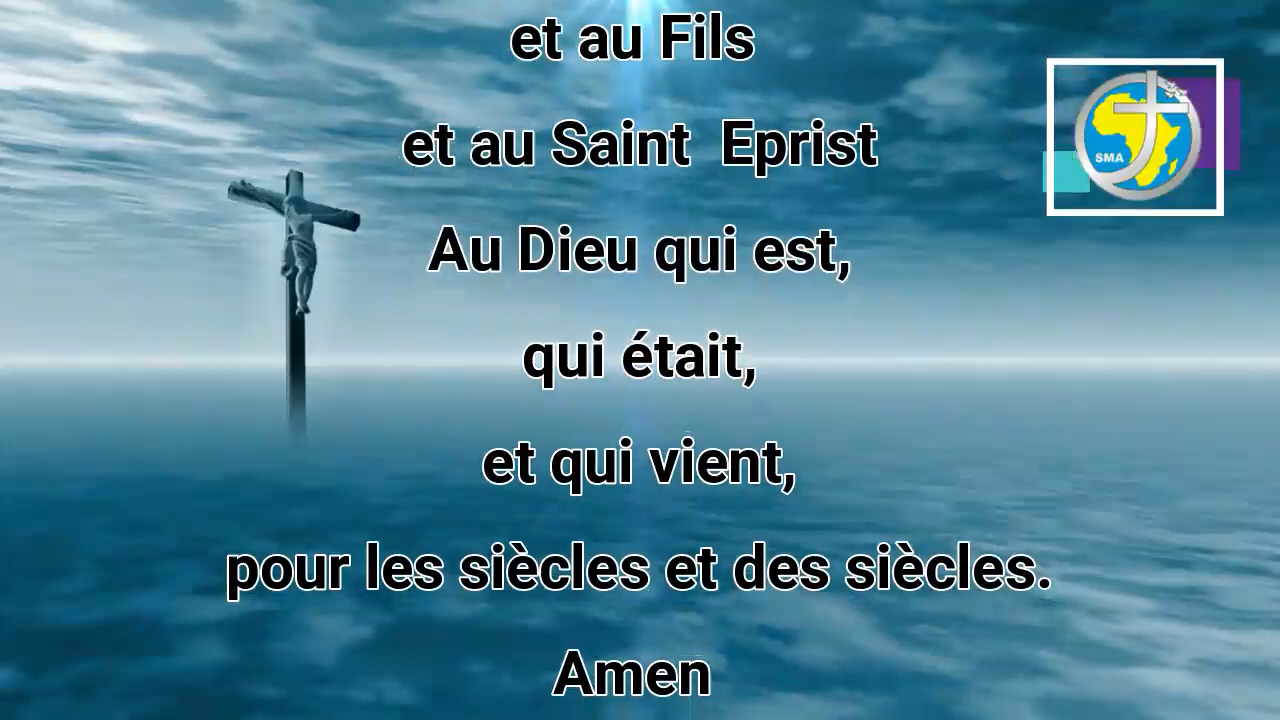 et au Fils
et au Saint  Eprist
SMA
Au Dieu qui est,
qui était,
et qui vient,
pour les siècles et des siècles.
Amen